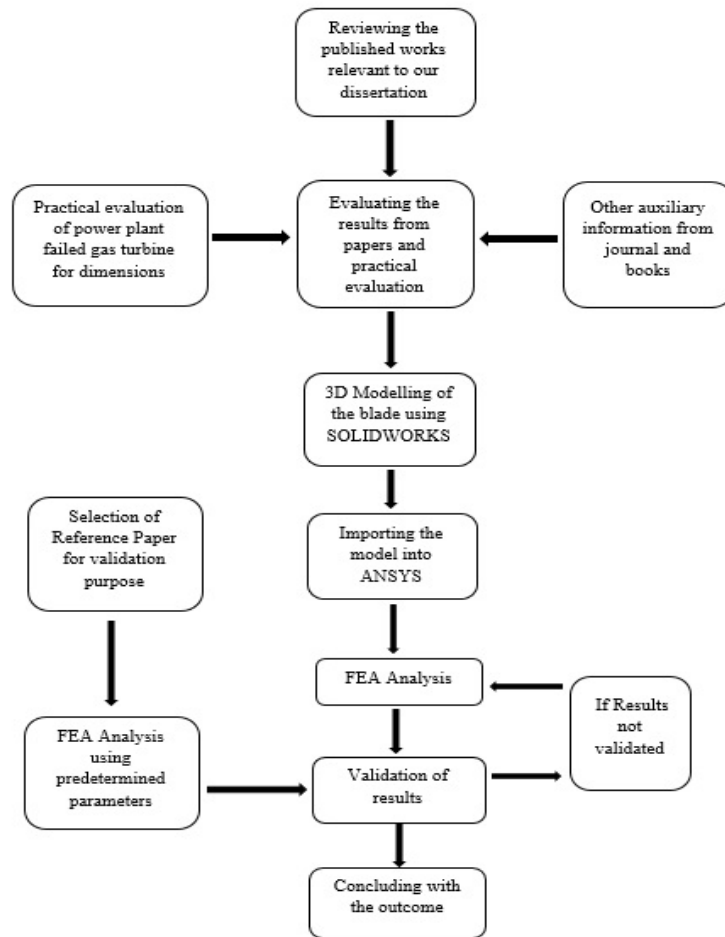 Reviewing the
published works
relevant to our
dissertation
Practical evaluation
of power plant
failed gas turbine
for dimensions
Evaluating the
results from
papers and
practical
evaluation
Other auxiliary
information from
journal and
books
3D Modelling of
the blade using
SOLIDWORKS
Selection of
Reference Paper
for validation
purpose
Importing the
model into
ANSYS
FEA Analysis
If Results
not
validated
FEA Analysis
using
predetermined
parameters
Validation of
results
Concluding with
the outcome